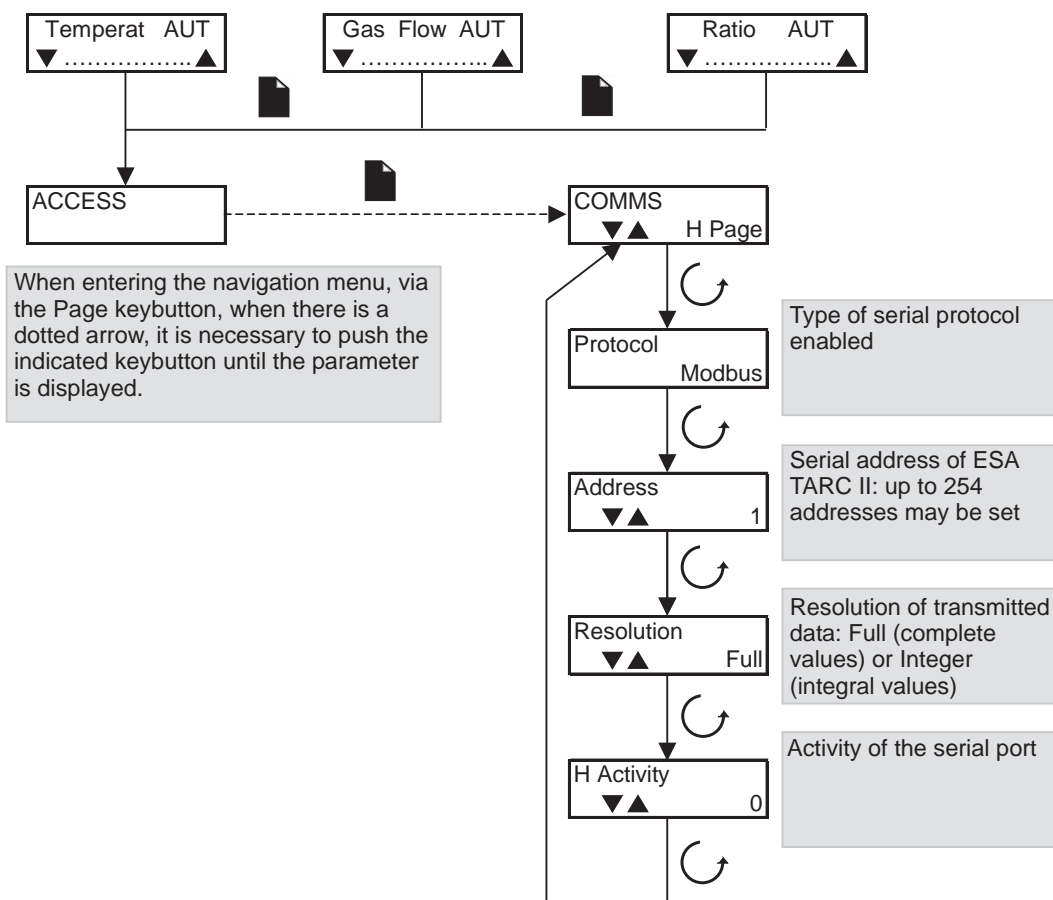 Temperat AUT
▼ ................. ▲
Gas Flow AUT
▼ ................. ▲
Ratio AUT
▼ ................. ▲
ACCESS
COMMS
▼▲ H Page
When entering the navigation menu, via
the Page keybutton, when there is a
dotted arrow, it is necessary to push the
indicated keybutton until the parameter
is displayed.
Protocol
Modbus
Type of serial protocol
enabled
Address
▼▲ 1
Serial address of ESA
TARC II: up to 254
addresses may be set
Resolution
▼▲ Full
Resolution of transmitted
data: Full (complete
values) or Integer
(integral values)
H Activity
▼▲ 0
Activity of the serial port